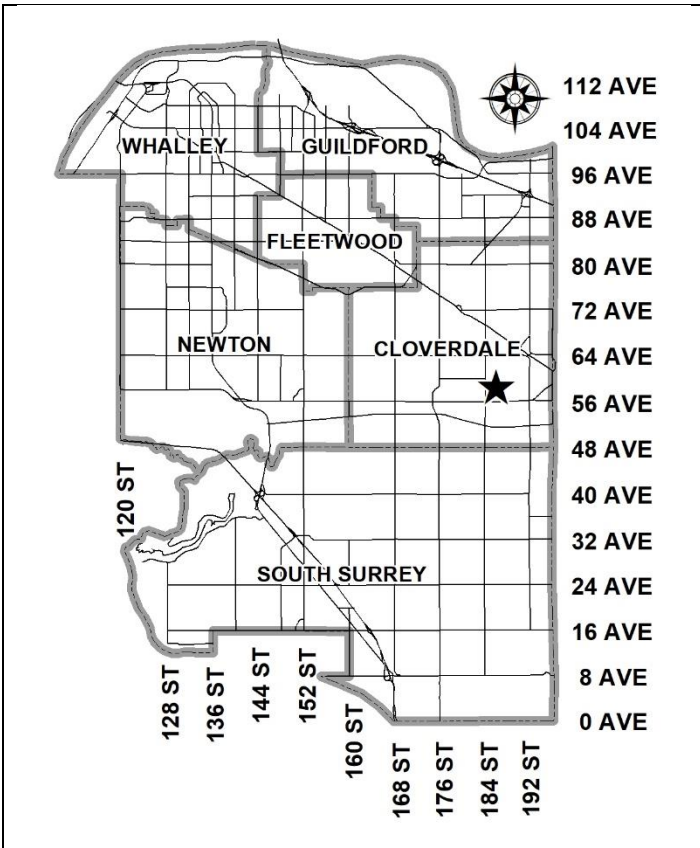 112 AVE
104 AVE
WHALLEY
GUILDFORD
96 AVE
88 AVE
FLEETWOOD
80 AVE
72 AVE
NEWTON
CLOVERDALE
64 AVE
56 AVE
48 AVE
120 ST
40 AVE
32 AVE
SOUTH SURREY
24 AVE
16 AVE
8 AVE
0 AVE
128 ST
136 ST
144 ST
152 ST
160 ST
168 ST
176 ST
184 ST
192 ST